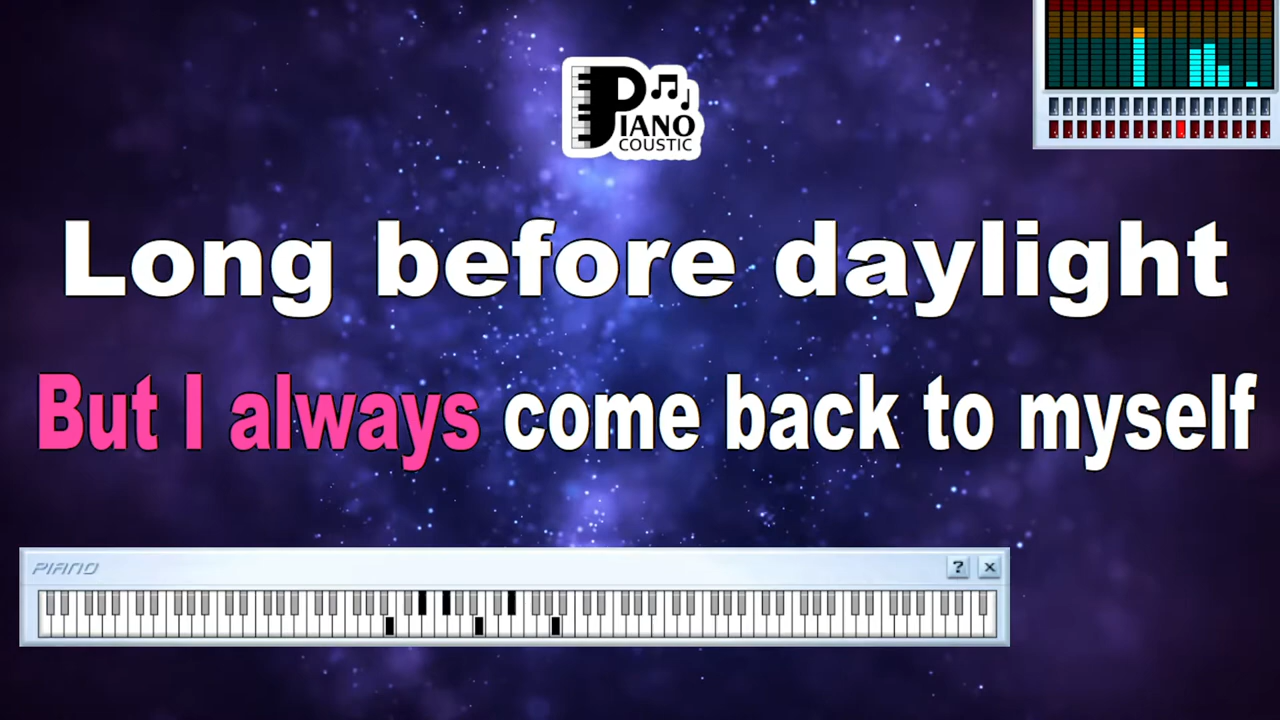 PIANO
COUSTIC
Long before daylight
But I always come back to myself
PIANO
? ×